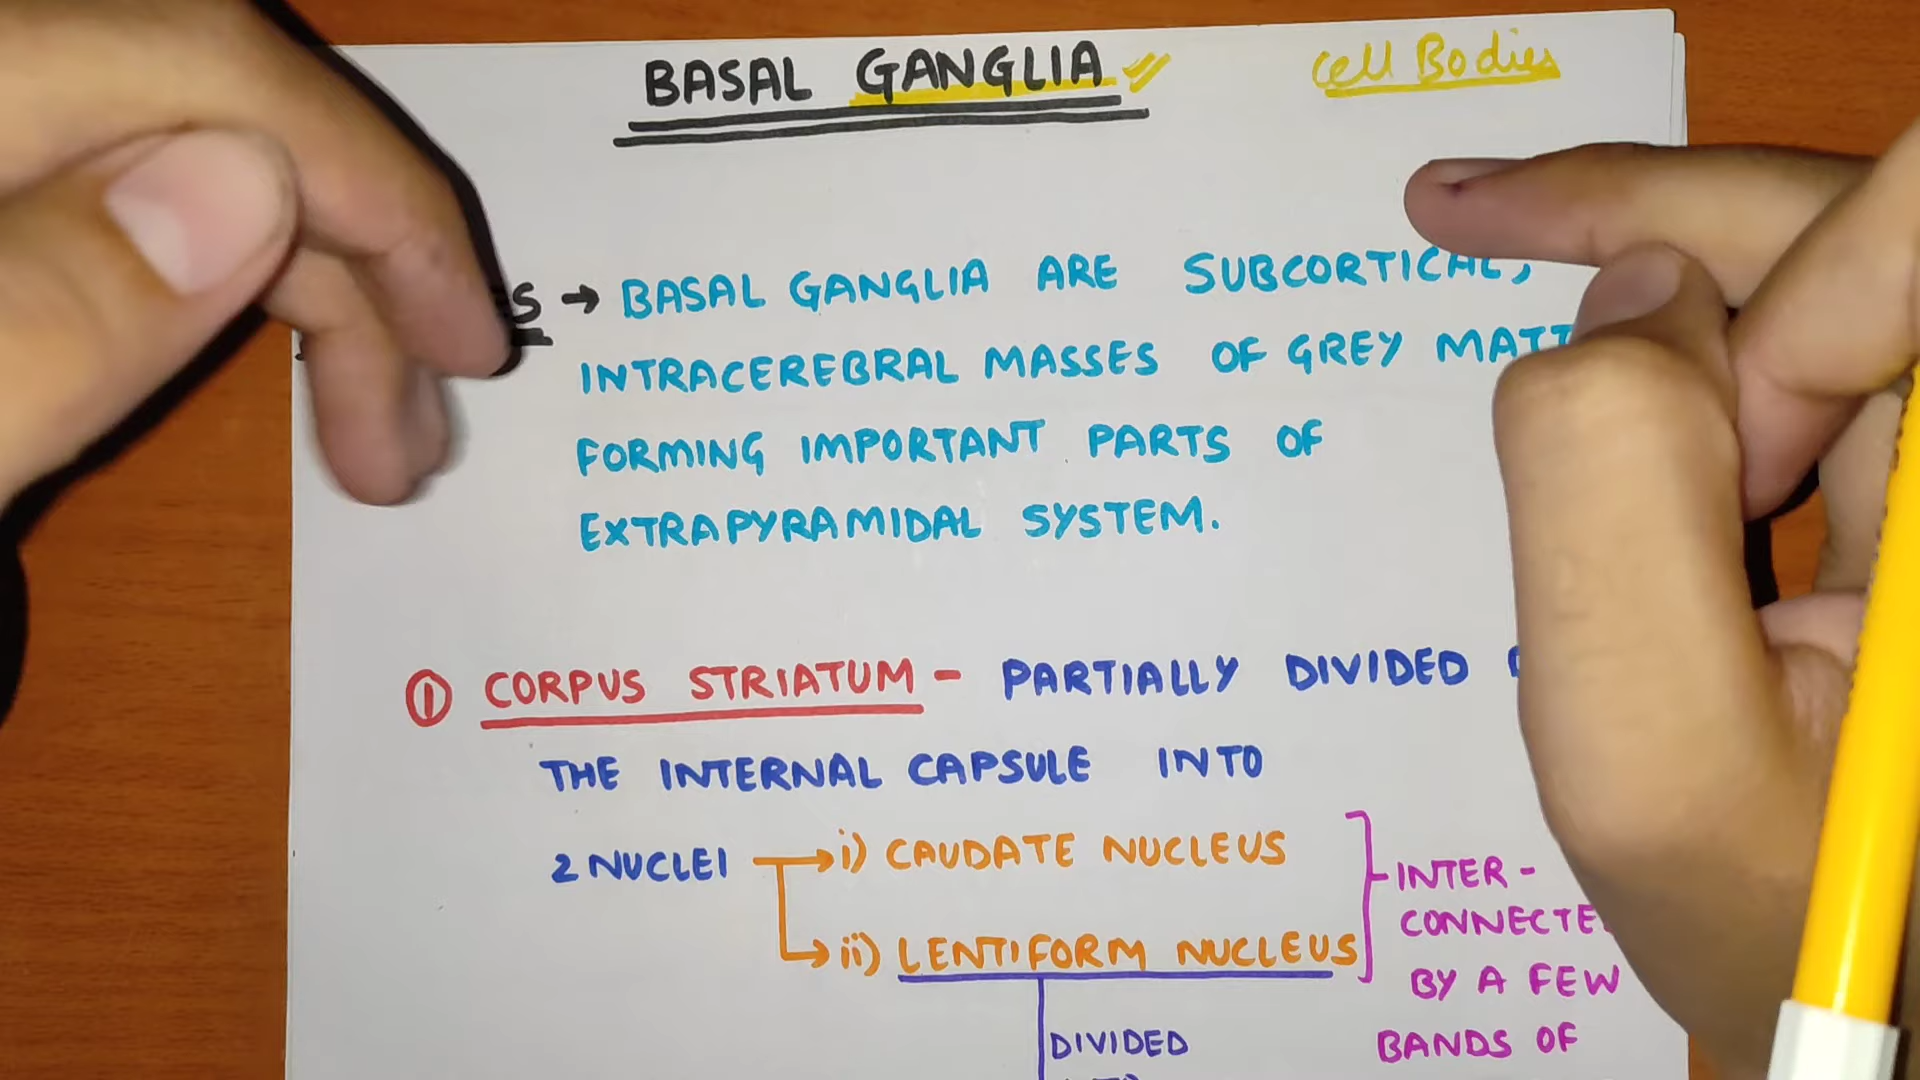 BASAL GANGLIA
Cell Bodies
→ BASAL GANGLIA ARE SUBCORTICAL,
INTRACEREBRAL MASSES OF GREY
FORMING IMPORTANT PARTS OF
EXTRAPYRAMIDAL SYSTEM.
① CORPUS STRIATUM - PARTIALLY DIVIDED
THE INTERNAL CAPSULE INTO
2 NUCLEI → i) CAUDATE NUCLEUS
→ ii) LENTIFORM NUCLEUS
INTER-
CONNECTE
BY A FEW
BANDS OF
DIVIDED